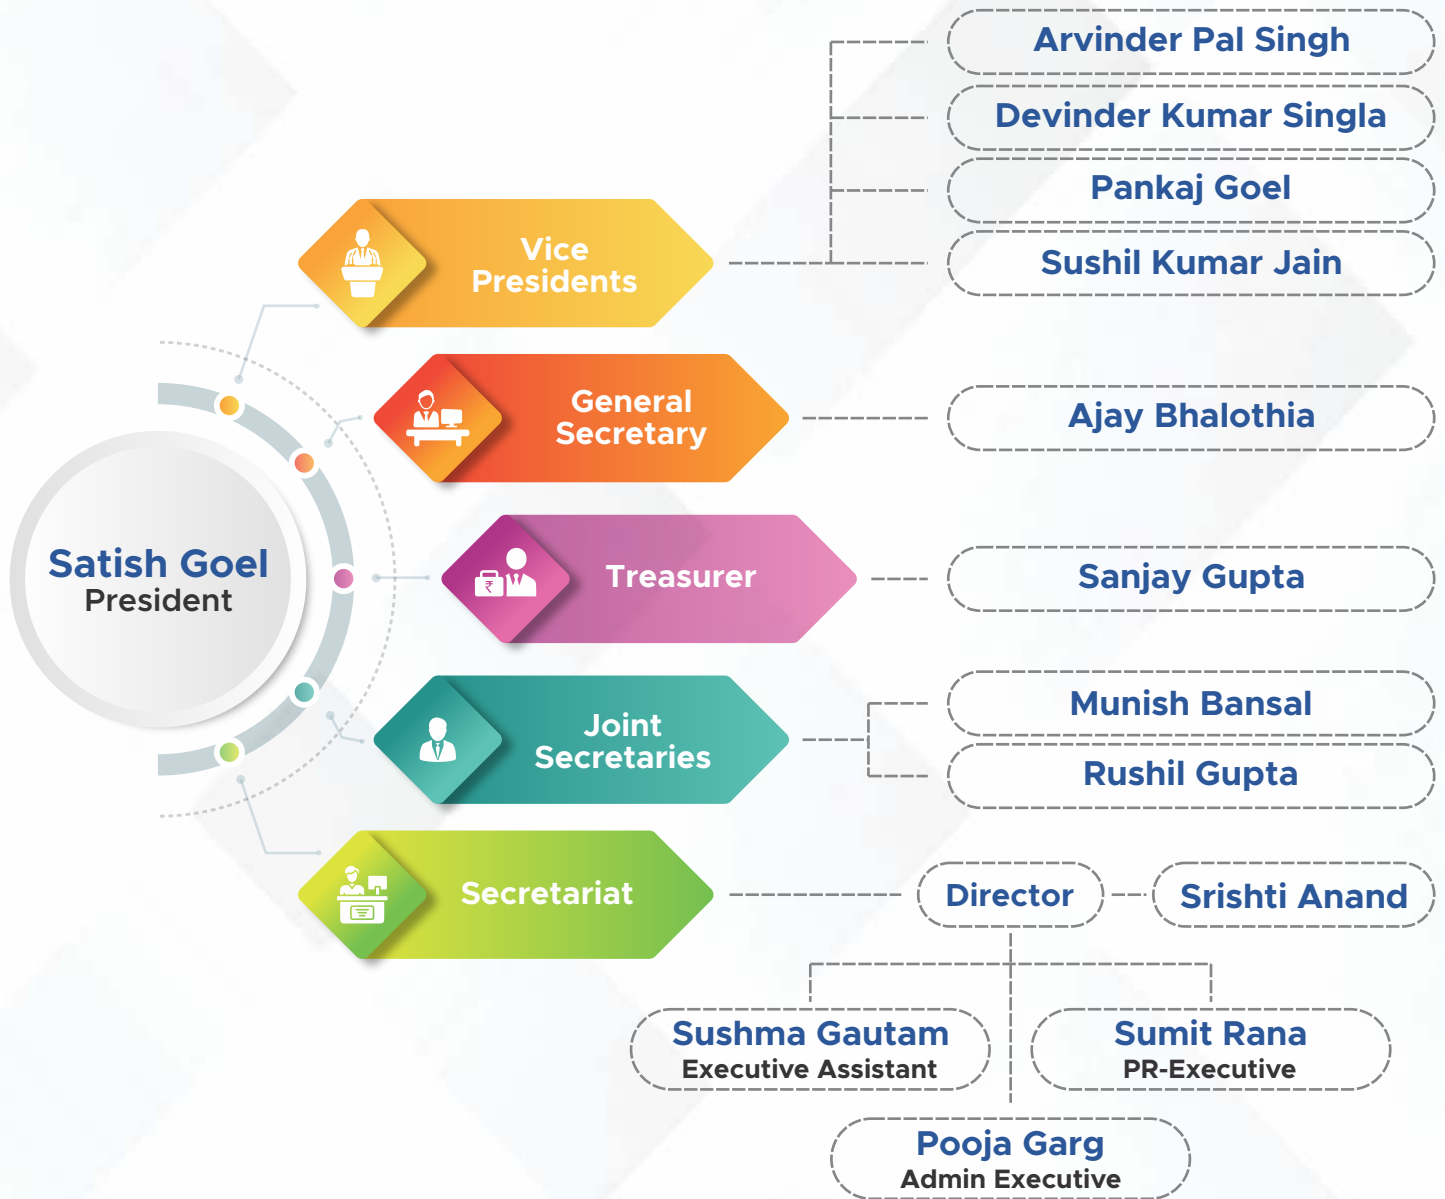 Arvinder Pal Singh
Devinder Kumar Singla
Pankaj Goel
Sushil Kumar Jain
Vice
Presidents
General
Secretary
Ajay Bhalothia
Satish Goel
President
Treasurer
₹
Sanjay Gupta
Joint
Secretaries
Munish Bansal
Rushil Gupta
Secretariat
Director
Srishti Anand
Sushma Gautam
Executive Assistant
Sumit Rana
PR-Executive
Pooja Garg
Admin Executive